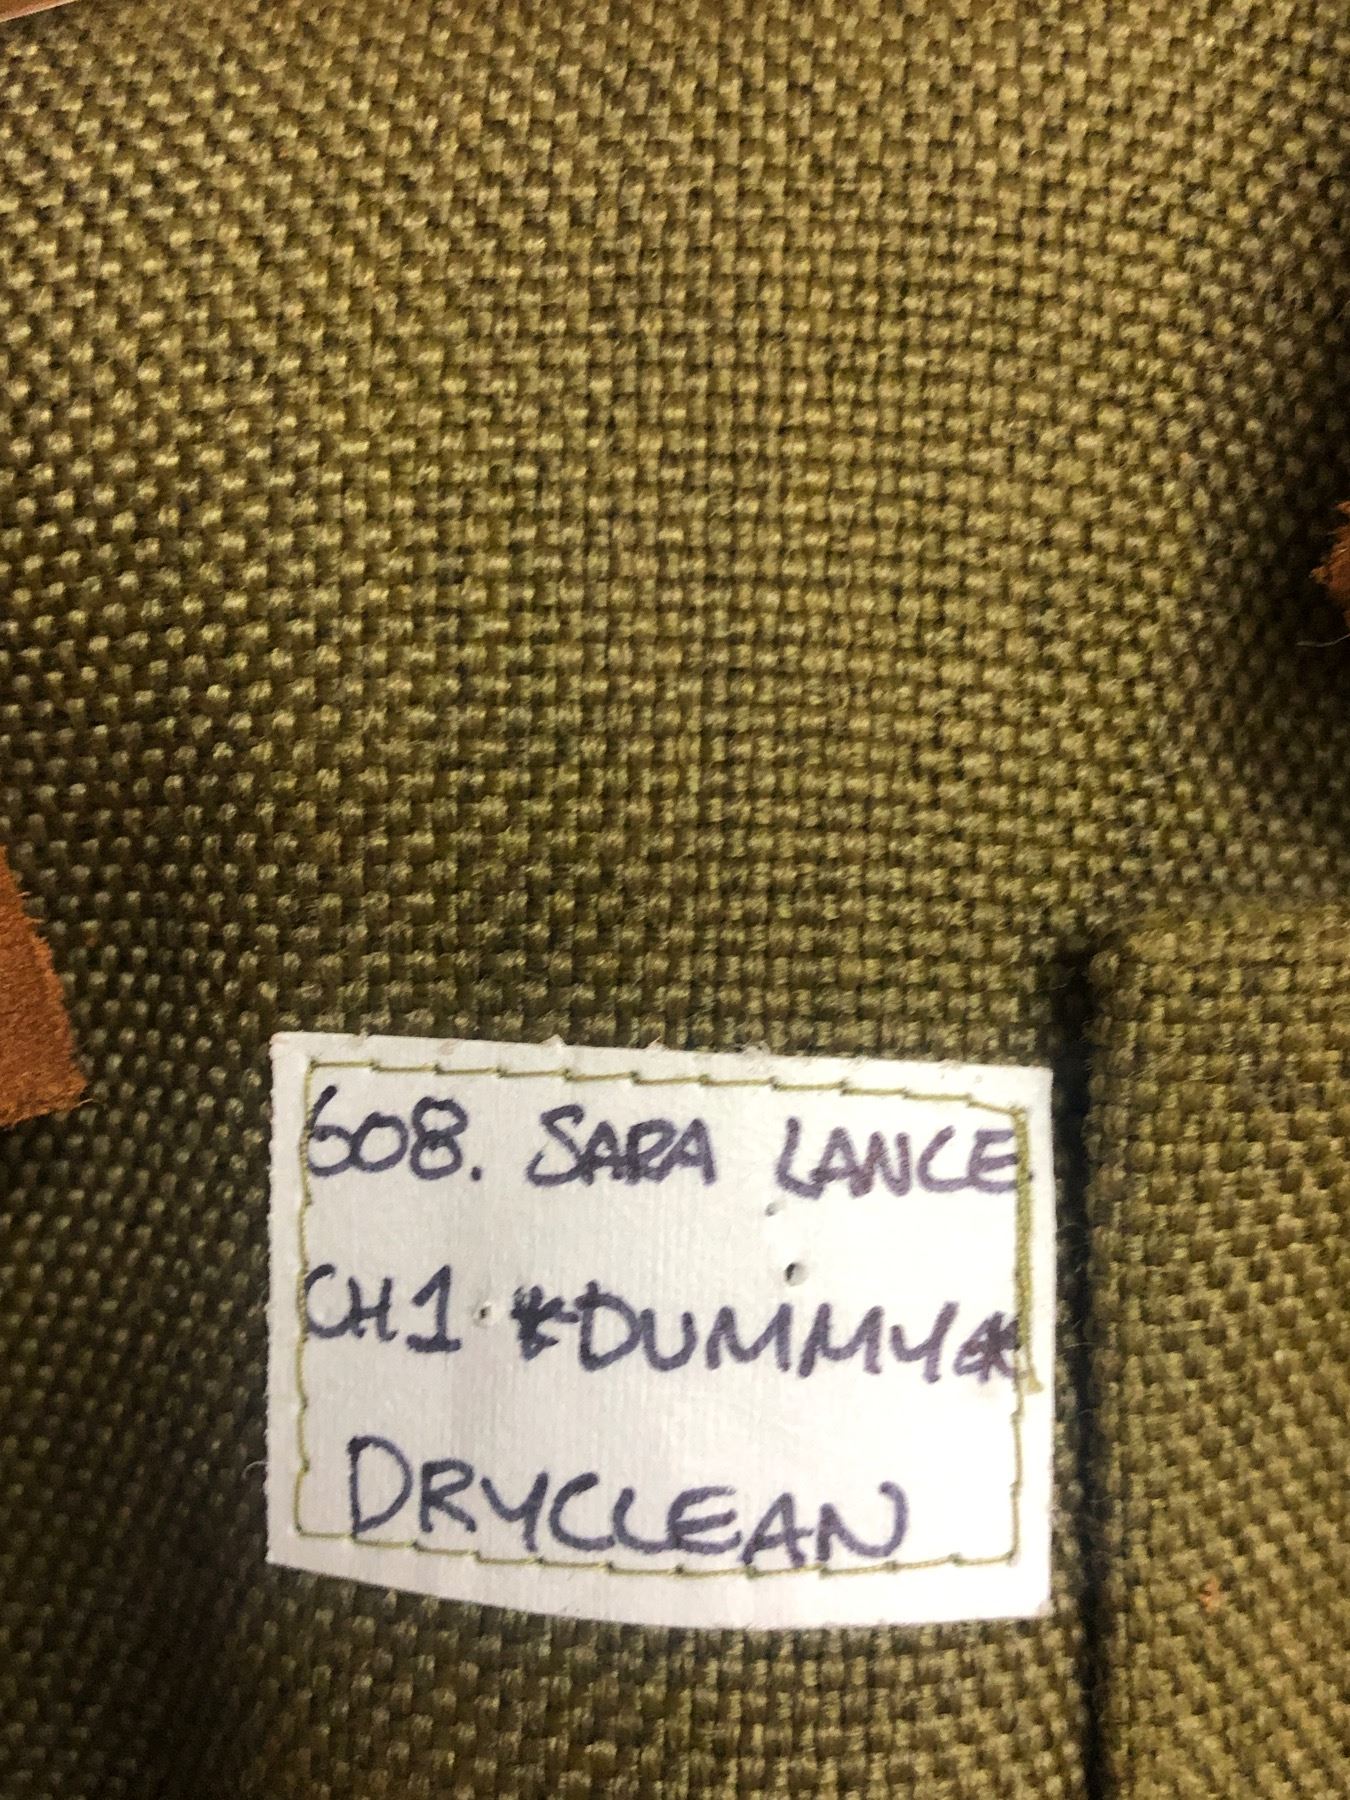 608. SARA LANCE
CH1 *DUMMY*
DRYCLEAN